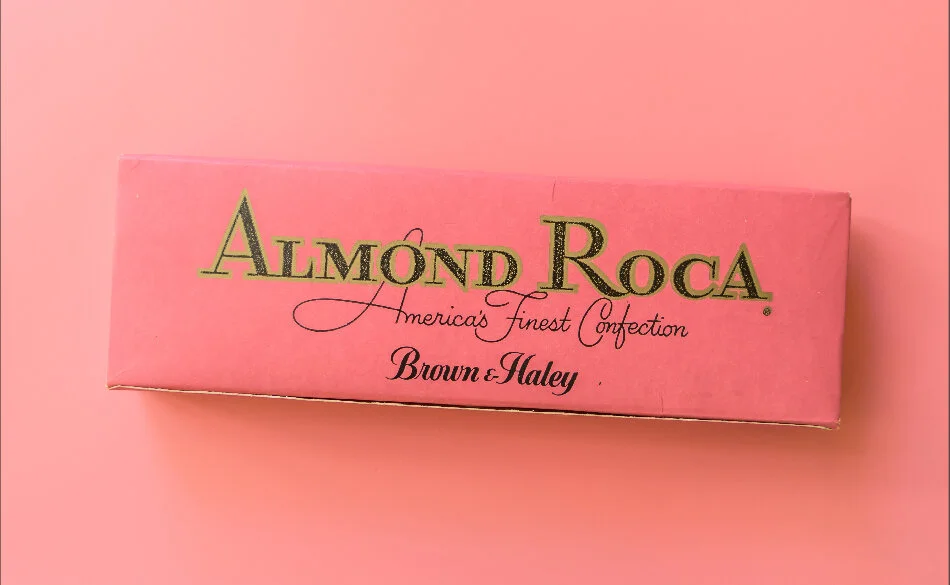 ALMOND ROCA®
America's Finest Confection
Brown & Haley